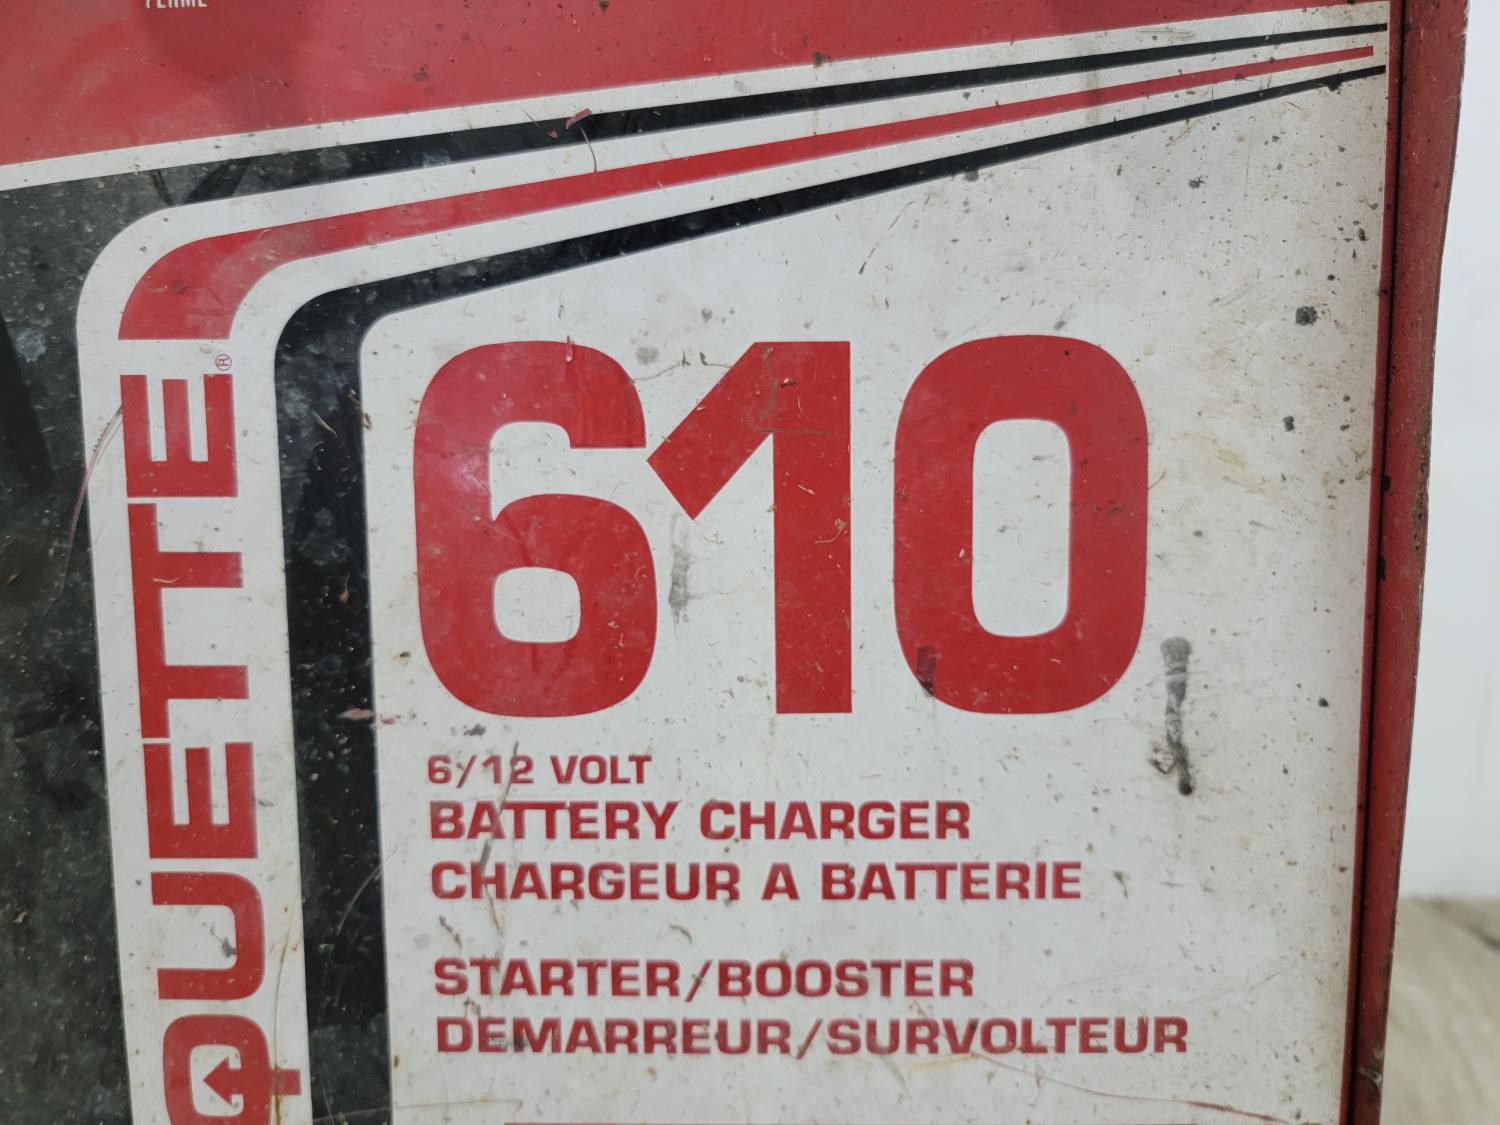 QUETTE®
610
6/12 VOLT
BATTERY CHARGER
CHARGEUR A BATTERIE
STARTER/BOOSTER
DEMARREUR/SURVOLTEUR